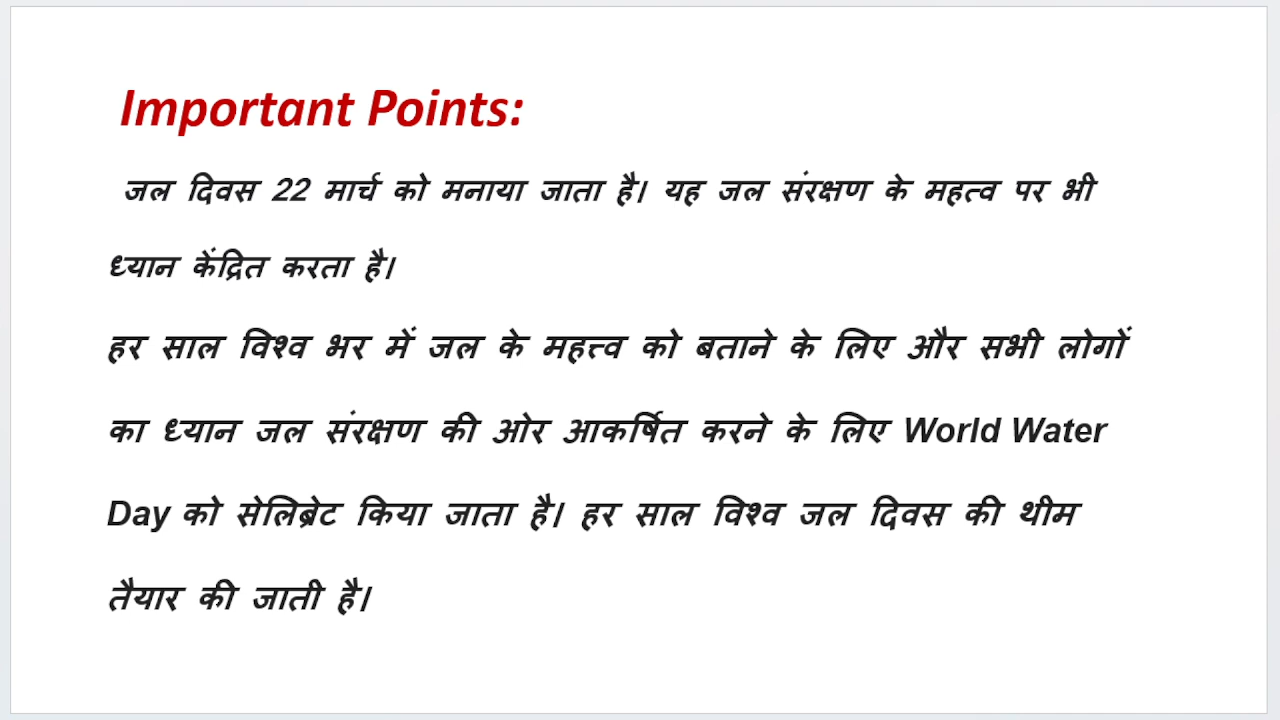 Important Points:
जल दिवस 22 मार्च को मनाया जाता है। यह जल संरक्षण के महत्व पर भी
ध्यान केंद्रित करता है।
हर साल विश्व भर में जल के महत्त्व को बताने के लिए और सभी लोगों
का ध्यान जल संरक्षण की ओर आकर्षित करने के लिए World Water
Day को सेलिब्रेट किया जाता है। हर साल विश्व जल दिवस की थीम
तैयार की जाती है।